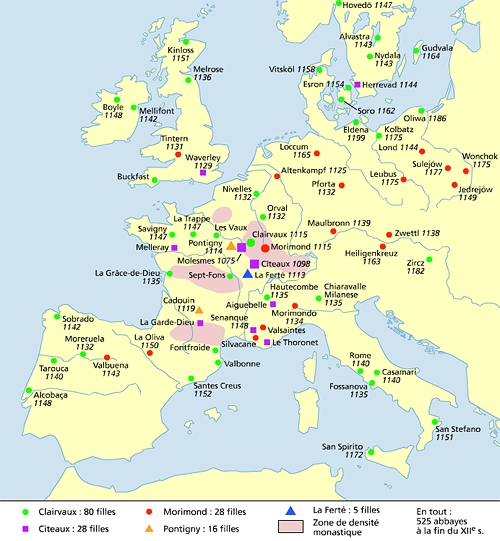 Hovedö 1147
Alvastra
1143
Nydala
1143
Gudvala
1164
Kinloss
1151
Melrose
1136
Vitsköl 1158
Esrom 1154
Herrevad 1144
Soro 1162
Boyle
1148
Mellifont
1142
Oliwa 1186
Eldena
1199
Kolbatz
1175
Tintern
1131
Waverley
1129
Loccum
1165
Lond 1144
Wonchok
1175
Sulejów
1177
Buckfast
Altenkampf 1125
Nivelles
1132
Pforta
1132
Leubus
1175
Jedrejów
1149
Orval
1132
La Trappe
1147
Savigny
1147
Les Vaux
Clairvaux 1115
Maulbronn 1139
Zwettl 1138
Pontigny
1114
Morimond 1115
Melleray
Heiligenkreuz
1163
Molesmes 1075
Citeaux 1098
Zircz
1182
La Grâce-de-Dieu
1135
Sept-Fons
La Ferté 1113
Hautecombe
1135
Chiaravalle
Milanese
1135
Cadouin
1119
Aiguebelle
Sobrado
1142
Senanque
1148
Morimondo
1134
La Garde-Dieu
Valsaintes
Moreruela
1132
La Oliva
1150
Silvacane
Le Thoronet
Fontfroide
Valbonne
Tarouca
1140
Valbuena
1143
Rome
1140
Casamari
1140
Santes Creus
1152
Fossanova
1135
Alcobaça
1148
San Stefano
1151
San Spirito
1172
Clairvaux : 80 filles
Morimond : 28 filles
La Ferté : 5 filles
En tout :
525 abbayes
à la fin du XIIe s.
Citeaux : 28 filles
Pontigny : 16 filles
Zone de densité
monastique